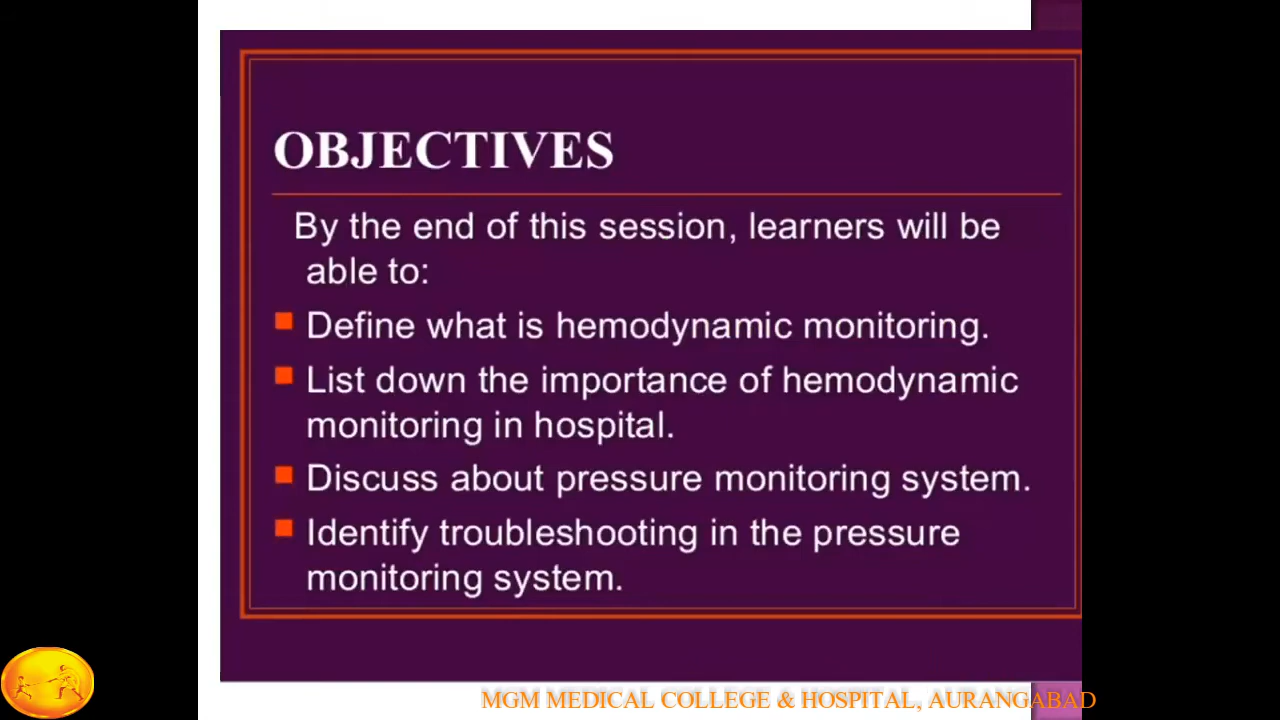 OBJECTIVES
By the end of this session, learners will be
able to:
Define what is hemodynamic monitoring.
List down the importance of hemodynamic
monitoring in hospital.
Discuss about pressure monitoring system.
Identify troubleshooting in the pressure
monitoring system.
MGM MEDICAL COLLEGE & HOSPITAL, AURANGABAD